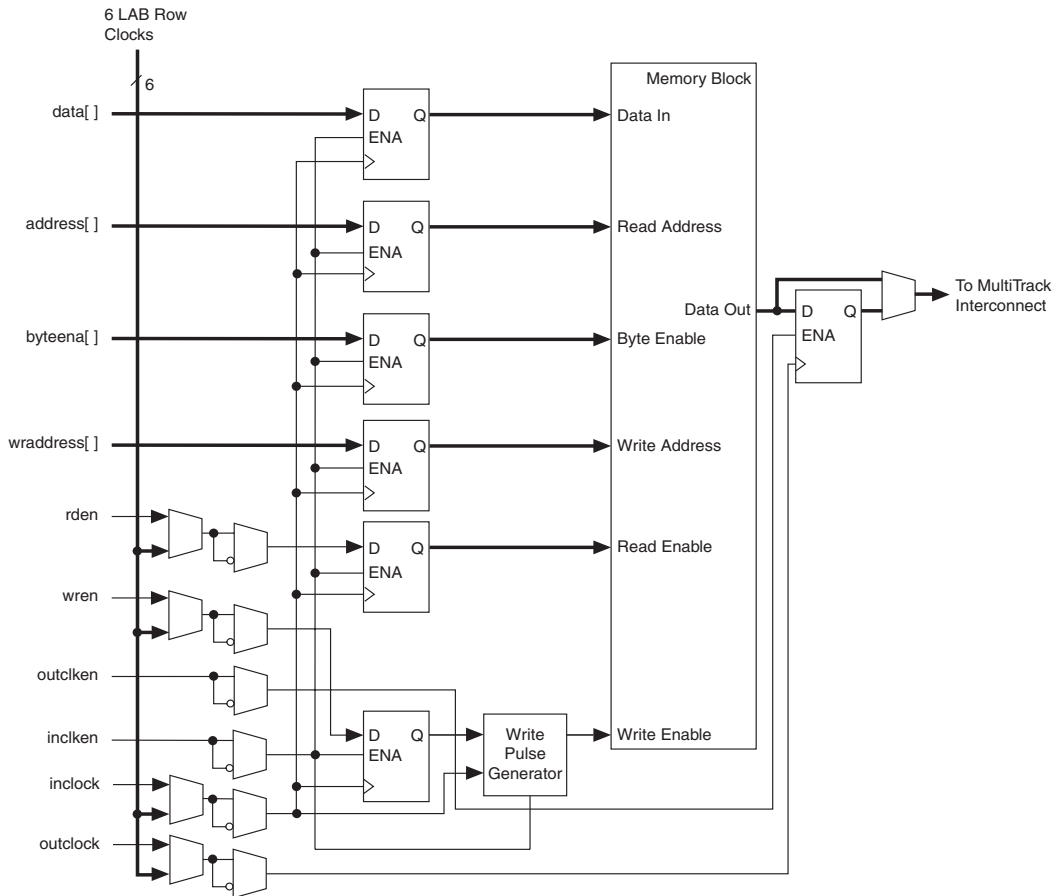 6 LAB Row
Clocks
6
Memory Block
data[ ]
D Q
ENA
Data In
address[ ]
D Q
ENA
Read Address
Data Out
D Q
ENA
To MultiTrack
Interconnect
byteena[ ]
D Q
ENA
Byte Enable
wraddress[ ]
D Q
ENA
Write Address
rden
D Q
ENA
Read Enable
wren
outclken
inclken
D Q
ENA
Write
Pulse
Generator
Write Enable
inclock
outclock